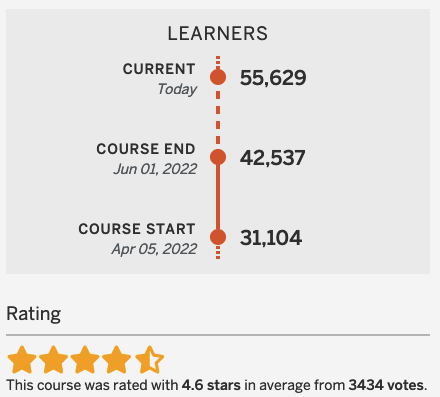 LEARNERS
CURRENT
Today
55,629
COURSE END
Jun 01, 2022
42,537
COURSE START
Apr 05, 2022
31,104
Rating
This course was rated with 4.6 stars in average from 3434 votes.